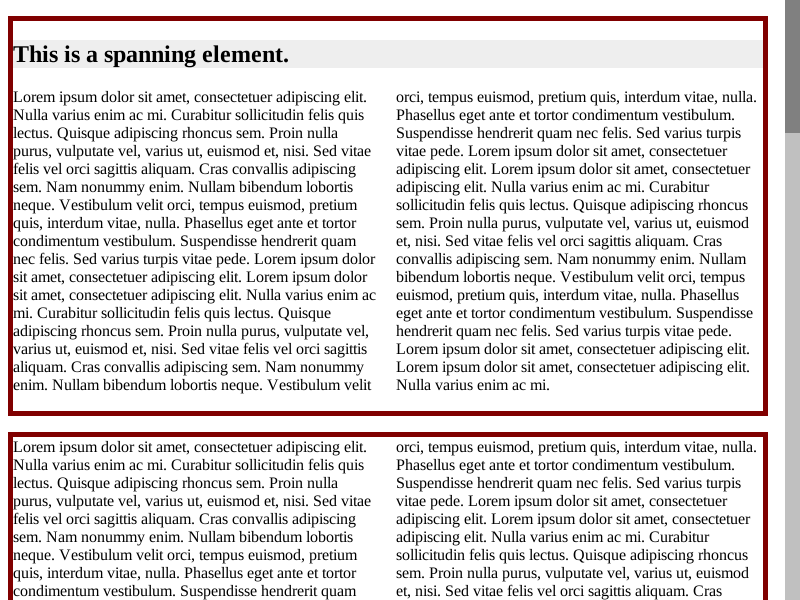 This is a spanning element.
Lorem ipsum dolor sit amet, consectetuer adipiscing elit.
Nulla varius enim ac mi. Curabitur sollicitudin felis quis
lectus. Quisque adipiscing rhoncus sem. Proin nulla
purus, vulputate vel, varius ut, euismod et, nisi. Sed vitae
felis vel orci sagittis aliquam. Cras convallis adipiscing
sem. Nam nonummy enim. Nullam bibendum lobortis
neque. Vestibulum velit orci, tempus euismod, pretium
quis, interdum vitae, nulla. Phasellus eget ante et tortor
condimentum vestibulum. Suspendisse hendrerit quam
nec felis. Sed varius turpis vitae pede. Lorem ipsum dolor
sit amet, consectetuer adipiscing elit. Lorem ipsum dolor
sit amet, consectetuer adipiscing elit. Nulla varius enim ac
mi. Curabitur sollicitudin felis quis lectus. Quisque
adipiscing rhoncus sem. Proin nulla purus, vulputate vel,
varius ut, euismod et, nisi. Sed vitae felis vel orci sagittis
aliquam. Cras convallis adipiscing sem. Nam nonummy
enim. Nullam bibendum lobortis neque. Vestibulum velit
orci, tempus euismod, pretium quis, interdum vitae, nulla.
Phasellus eget ante et tortor condimentum vestibulum.
Suspendisse hendrerit quam nec felis. Sed varius turpis
vitae pede. Lorem ipsum dolor sit amet, consectetuer
adipiscing elit. Lorem ipsum dolor sit amet, consectetuer
adipiscing elit. Nulla varius enim ac mi. Curabitur
sollicitudin felis quis lectus. Quisque adipiscing rhoncus
sem. Proin nulla purus, vulputate vel, varius ut, euismod
et, nisi. Sed vitae felis vel orci sagittis aliquam. Cras
convallis adipiscing sem. Nam nonummy enim. Nullam
bibendum lobortis neque. Vestibulum velit orci, tempus
euismod, pretium quis, interdum vitae, nulla. Phasellus
eget ante et tortor condimentum vestibulum. Suspendisse
hendrerit quam nec felis. Sed varius turpis vitae pede.
Lorem ipsum dolor sit amet, consectetuer adipiscing elit.
Lorem ipsum dolor sit amet, consectetuer adipiscing elit.
Nulla varius enim ac mi.
Lorem ipsum dolor sit amet, consectetuer adipiscing elit.
Nulla varius enim ac mi. Curabitur sollicitudin felis quis
lectus. Quisque adipiscing rhoncus sem. Proin nulla
purus, vulputate vel, varius ut, euismod et, nisi. Sed vitae
felis vel orci sagittis aliquam. Cras convallis adipiscing
sem. Nam nonummy enim. Nullam bibendum lobortis
neque. Vestibulum velit orci, tempus euismod, pretium
quis, interdum vitae, nulla. Phasellus eget ante et tortor
condimentum vestibulum. Suspendisse hendrerit quam
orci, tempus euismod, pretium quis, interdum vitae, nulla.
Phasellus eget ante et tortor condimentum vestibulum.
Suspendisse hendrerit quam nec felis. Sed varius turpis
vitae pede. Lorem ipsum dolor sit amet, consectetuer
adipiscing elit. Lorem ipsum dolor sit amet, consectetuer
adipiscing elit. Nulla varius enim ac mi. Curabitur
sollicitudin felis quis lectus. Quisque adipiscing rhoncus
sem. Proin nulla purus, vulputate vel, varius ut, euismod
et, nisi. Sed vitae felis vel orci sagittis aliquam. Cras